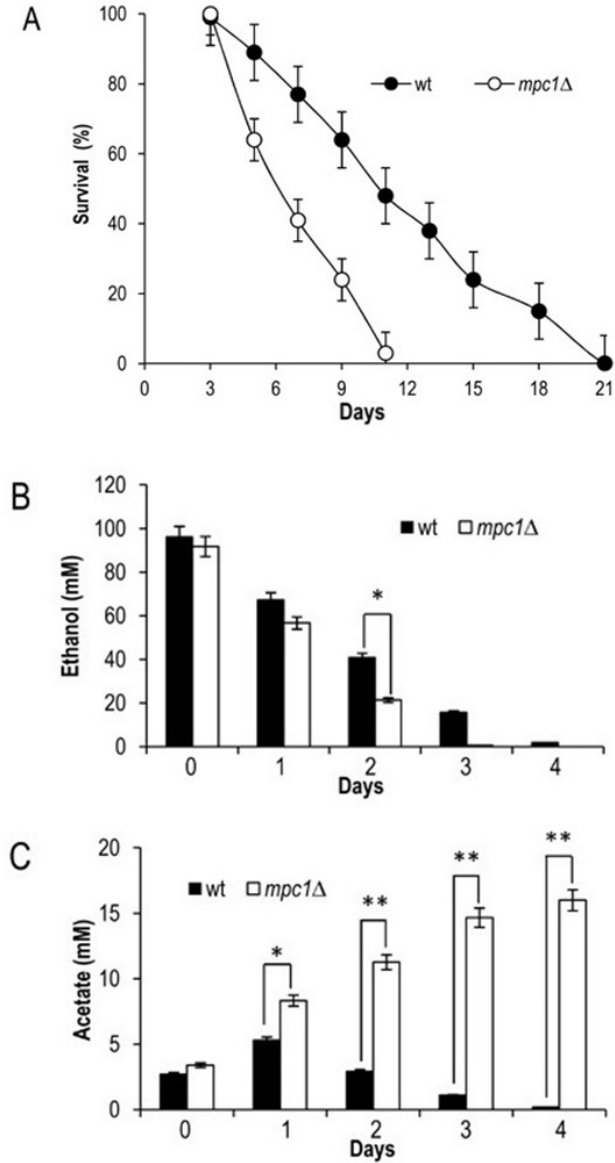 A
100
80
60
40
20
0
Survival (%)
wt
mpc1Δ
0 3 6 9 12 15 18 21
Days
B
120
100
80
60
40
20
0
Ethanol (mM)
wt mpc1Δ
*
0 1 2 3 4
Days
C
20
15
10
5
0
Acetate (mM)
wt mpc1Δ
*
**
**
**
0 1 2 3 4
Days